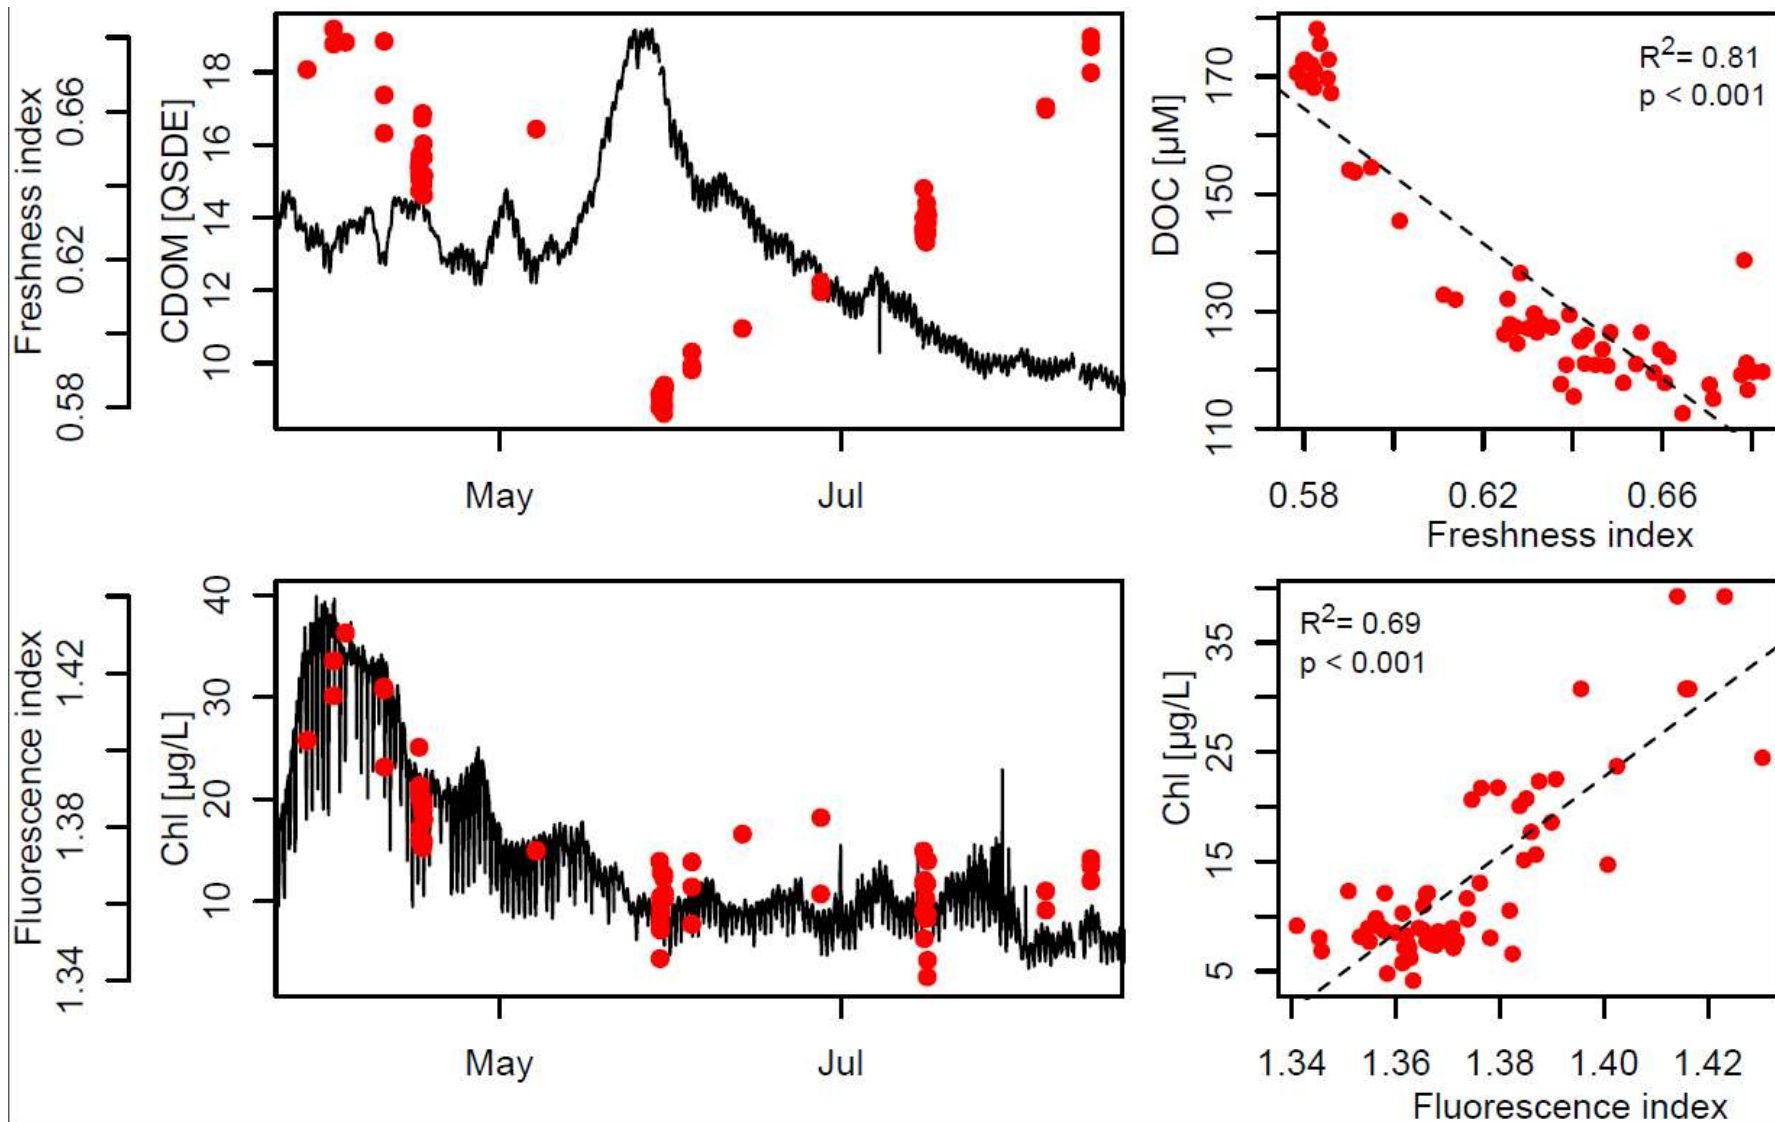 Freshness index
0.58 0.62 0.66
CDOM [QSDE]
10 12 14 16 18
May Jul
DOC [µM]
110 130 150 170
R2= 0.81
p < 0.001
0.58 0.62 0.66
Freshness index
Fluorescence index
1.34 1.38 1.42
Chl [µg/L]
10 20 30 40
May Jul
Chl [µg/L]
5 15 25 35
R2= 0.69
p < 0.001
1.34 1.36 1.38 1.40 1.42
Fluorescence index